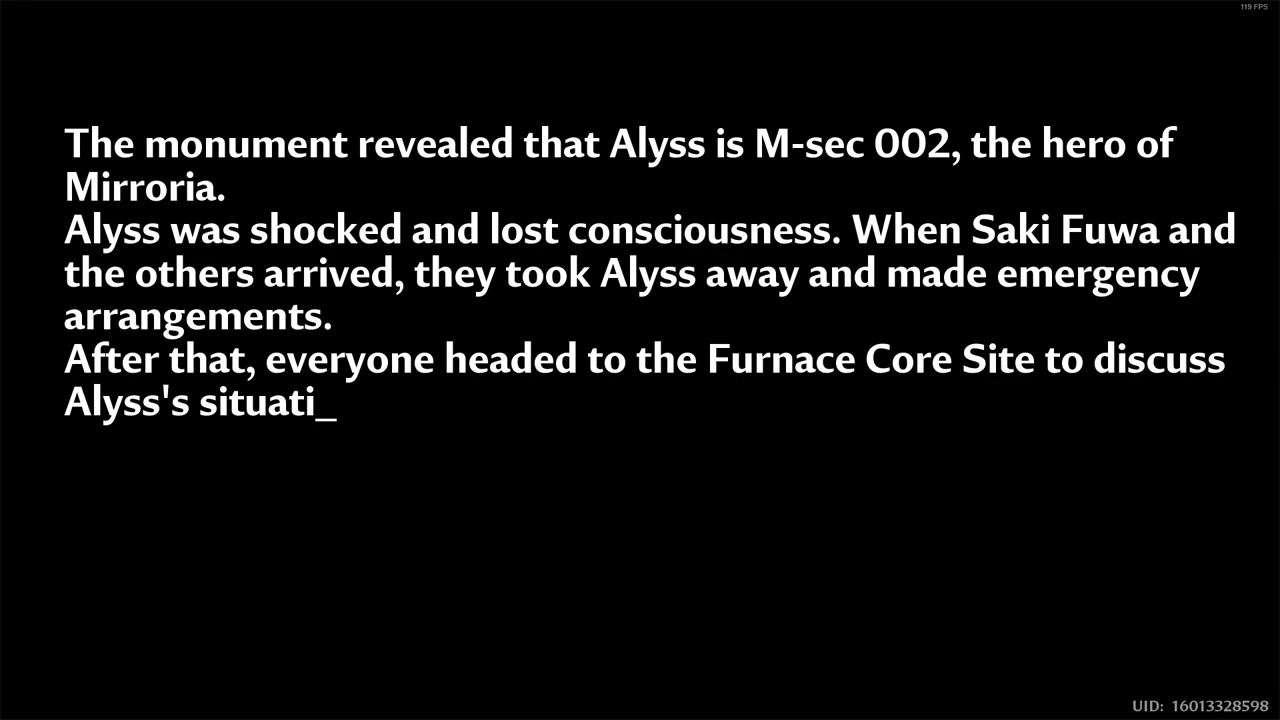 119 FPS
The monument revealed that Alyss is M-sec 002, the hero of
Mirroria.
Alyss was shocked and lost consciousness. When Saki Fuwa and
the others arrived, they took Alyss away and made emergency
arrangements.
After that, everyone headed to the Furnace Core Site to discuss
Alyss's situati_
UID: 16013328598